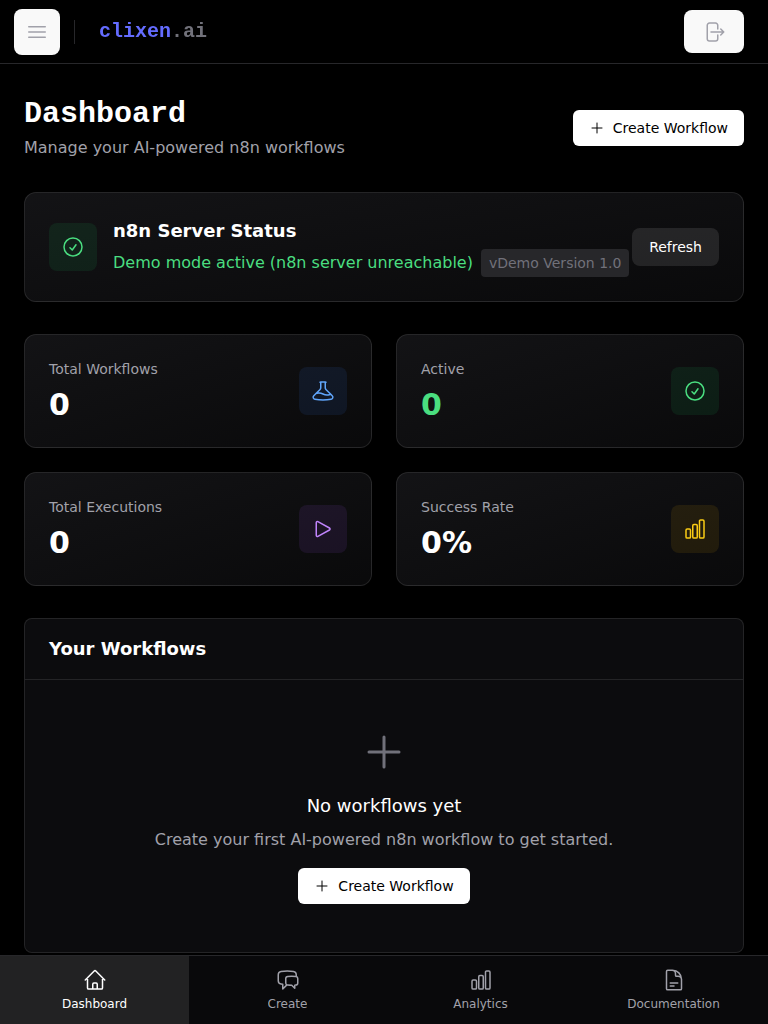 clixen.ai
Dashboard
Manage your AI-powered n8n workflows
Create Workflow
n8n Server Status
Demo mode active (n8n server unreachable)
vDemo Version 1.0
Refresh
Total Workflows
0
Active
0
Total Executions
0
Success Rate
0%
Your Workflows
No workflows yet
Create your first AI-powered n8n workflow to get started.
Create Workflow
Dashboard
Create
Analytics
Documentation